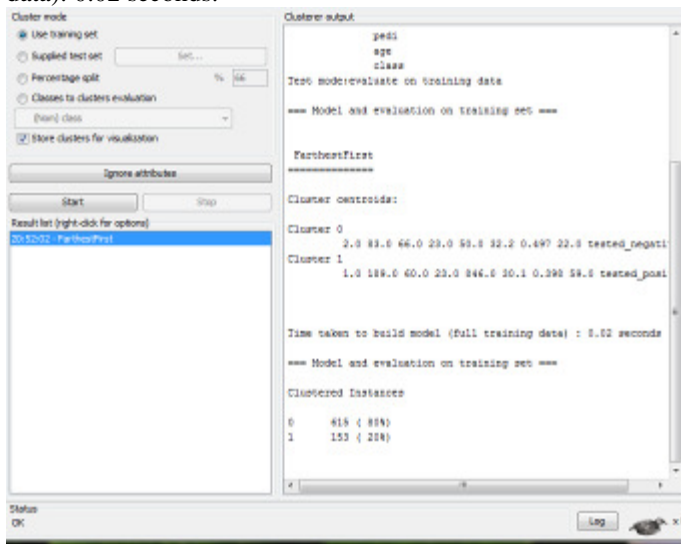 data): 0.02 seconds.
Cluster mode
Use training set
Supplied test set Set...
Percentage split % 66
Classes to clusters evaluation
(Nom) class
Store clusters for visualization
Ignore attributes
Start Stop
Result list (right-click for options)
20:52:02 - FarthestFirst
Clusterer output
pedi
age
class
Test mode:evaluate on training data
=== Model and evaluation on training set ===
FarthestFirst
==============
Cluster centroids:
Cluster 0
2.0 83.0 66.0 23.0 50.0 32.2 0.497 22.0 tested_negati
Cluster 1
1.0 189.0 60.0 23.0 846.0 30.1 0.398 59.0 tested_posi
Time taken to build model (full training data) : 0.02 seconds
=== Model and evaluation on training set ===
Clustered Instances
0 615 ( 80%)
1 153 ( 20%)
Status
OK
Log
x